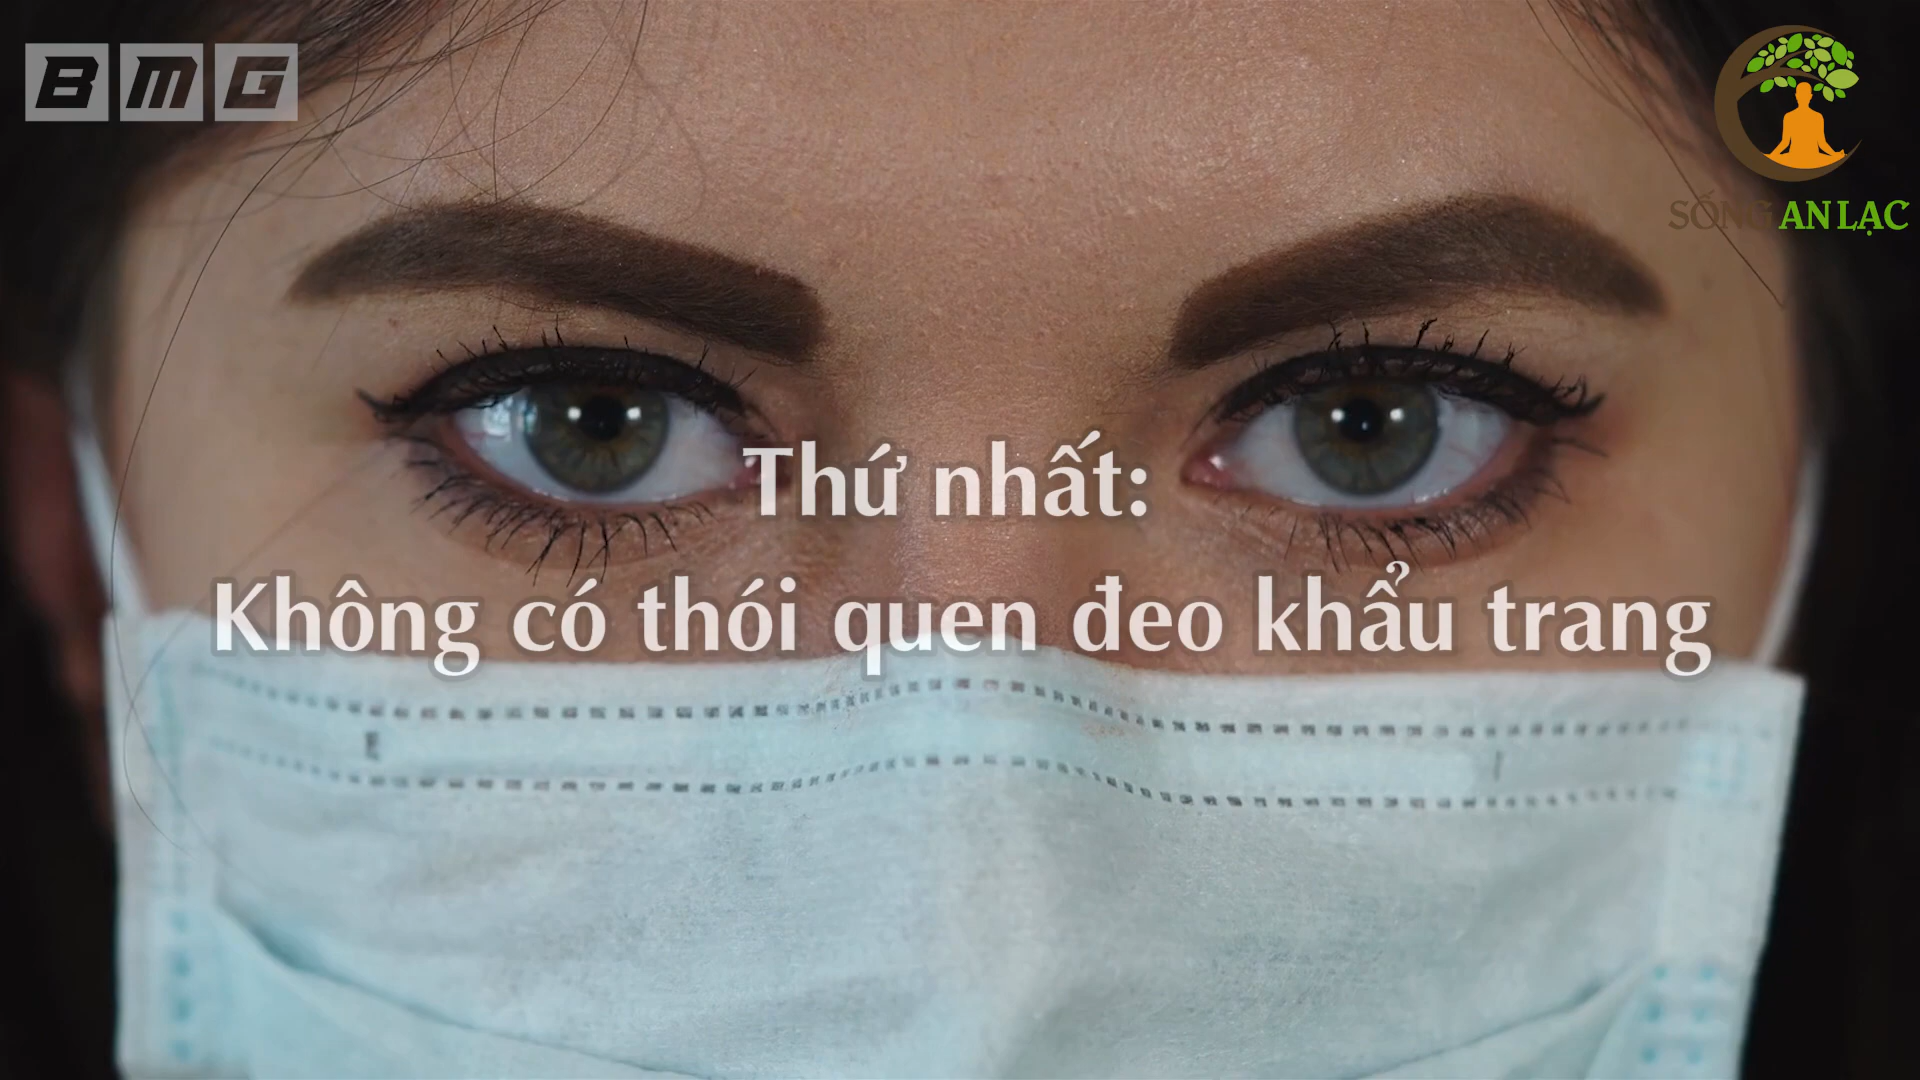 BMG
SỐNG AN LẠC
Thứ nhất:
Không có thói quen đeo khẩu trang